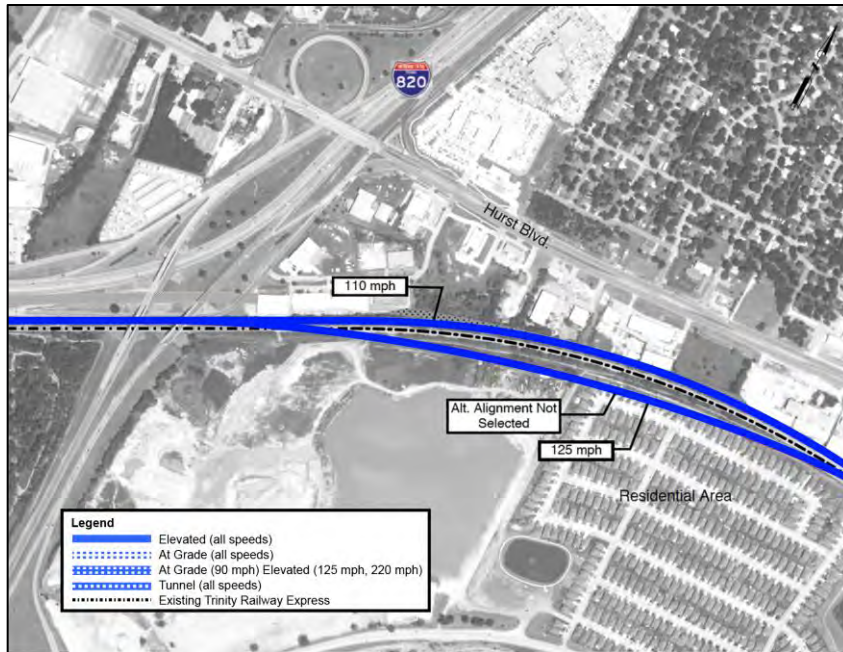 820
Hurst Blvd.
110 mph
Alt. Alignment Not
Selected
125 mph
Residential Area
Legend
Elevated (all speeds)
At Grade (all speeds)
At Grade (90 mph) Elevated (125 mph, 220 mph)
Tunnel (all speeds)
Existing Trinity Railway Express